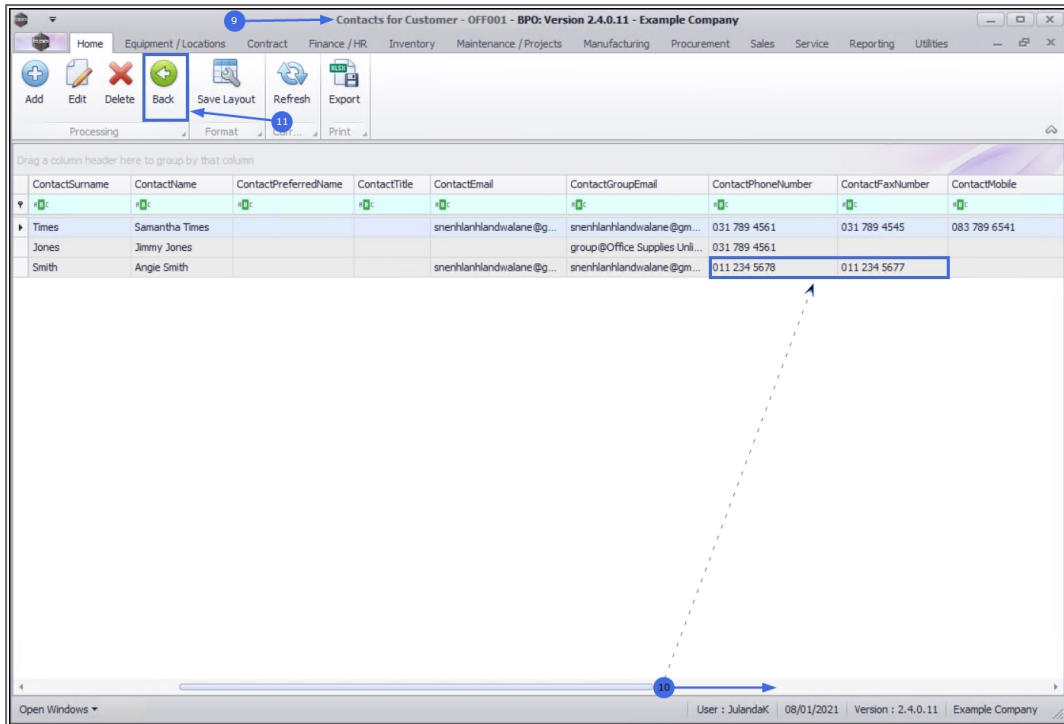 9
Contacts for Customer - OFF001 - BPO: Version 2.4.0.11 - Example Company
Home Equipment / Locations Contract Finance / HR Inventory Maintenance / Projects Manufacturing Procurement Sales Service Reporting Utilities
XLSX
Add Edit Delete Back Save Layout Refresh Export
11
Processing Format Curr... Print
Drag a column header here to group by that column
ContactSurname ContactName ContactPreferredName ContactTitle ContactEmail ContactGroupEmail ContactPhoneNumber ContactFaxNumber ContactMobile
Times Samantha Times snenhlanhlandwalane@g... snenhlanhlandwalane@gm... 031 789 4561 031 789 4545 083 789 6541
Jones Jimmy Jones group@Office Supplies Unli... 031 789 4561
Smith Angie Smith snenhlanhlandwalane@g... snenhlanhlandwalane@gm... 011 234 5678 011 234 5677
10
Open Windows User : JulandaK 08/01/2021 Version : 2.4.0.11 Example Company